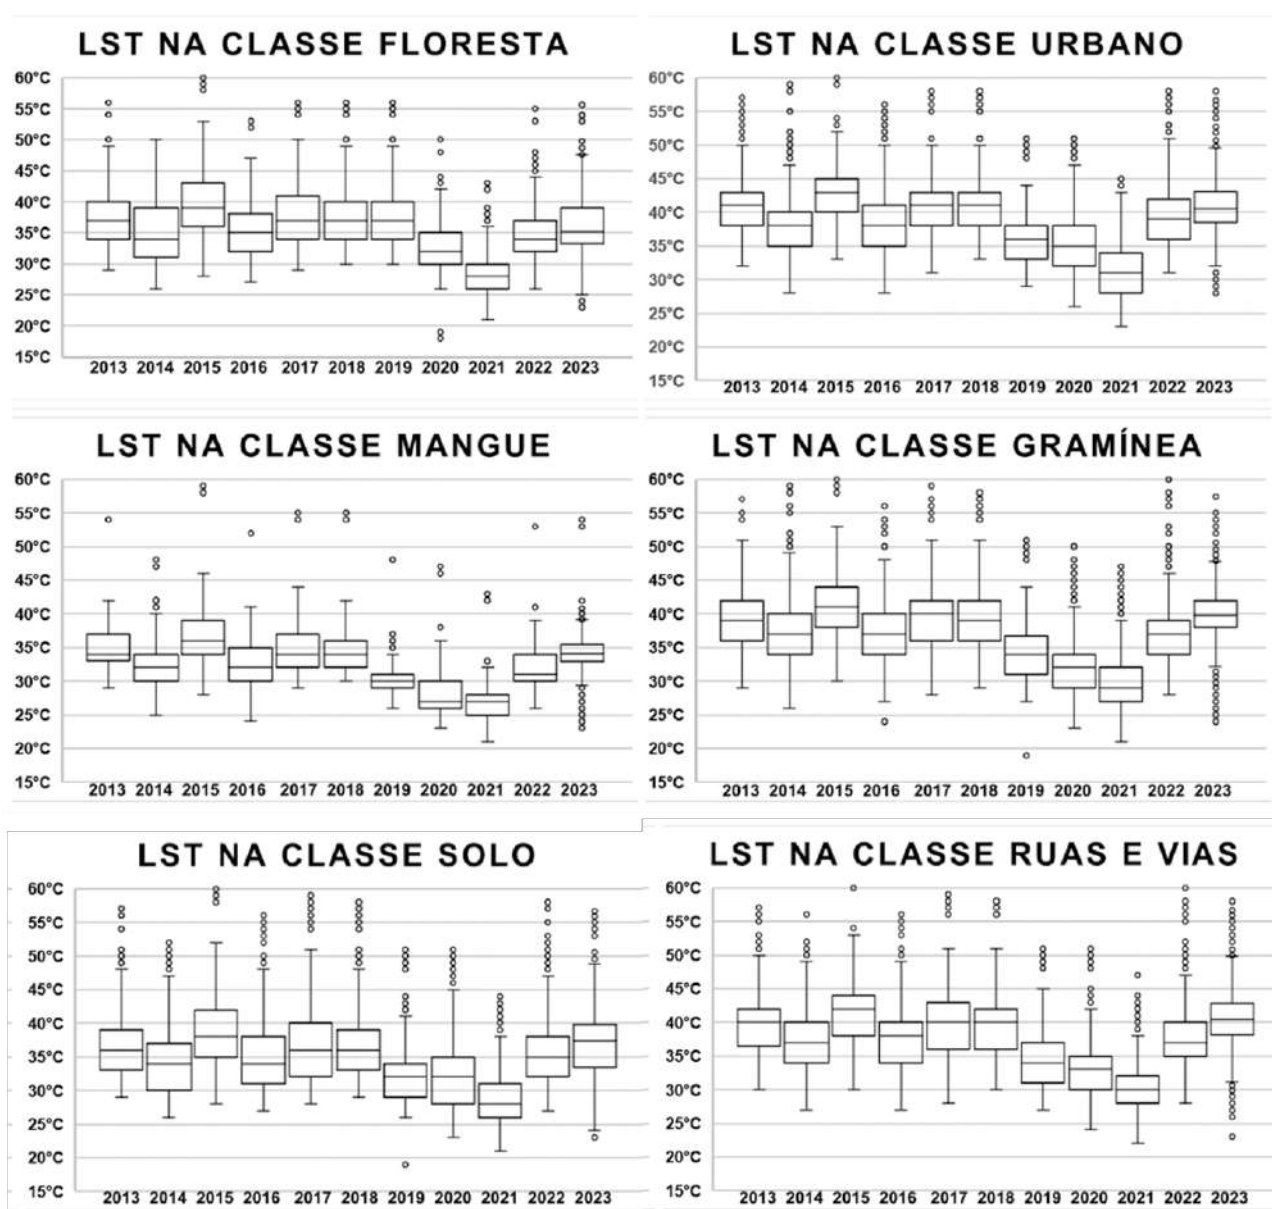 LST NA CLASSE FLORESTA
60°C
55°C
50°C
45°C
40°C
35°C
30°C
25°C
20°C
15°C
2013 2014 2015 2016 2017 2018 2019 2020 2021 2022 2023
LST NA CLASSE URBANO
60°C
55°C
50°C
45°C
40°C
35°C
30°C
25°C
20°C
15°C
2013 2014 2015 2016 2017 2018 2019 2020 2021 2022 2023
LST NA CLASSE MANGUE
60°C
55°C
50°C
45°C
40°C
35°C
30°C
25°C
20°C
15°C
2013 2014 2015 2016 2017 2018 2019 2020 2021 2022 2023
LST NA CLASSE GRAMÍNEA
60°C
55°C
50°C
45°C
40°C
35°C
30°C
25°C
20°C
15°C
2013 2014 2015 2016 2017 2018 2019 2020 2021 2022 2023
LST NA CLASSE SOLO
60°C
55°C
50°C
45°C
40°C
35°C
30°C
25°C
20°C
15°C
2013 2014 2015 2016 2017 2018 2019 2020 2021 2022 2023
LST NA CLASSE RUAS E VIAS
60°C
55°C
50°C
45°C
40°C
35°C
30°C
25°C
20°C
15°C
2013 2014 2015 2016 2017 2018 2019 2020 2021 2022 2023